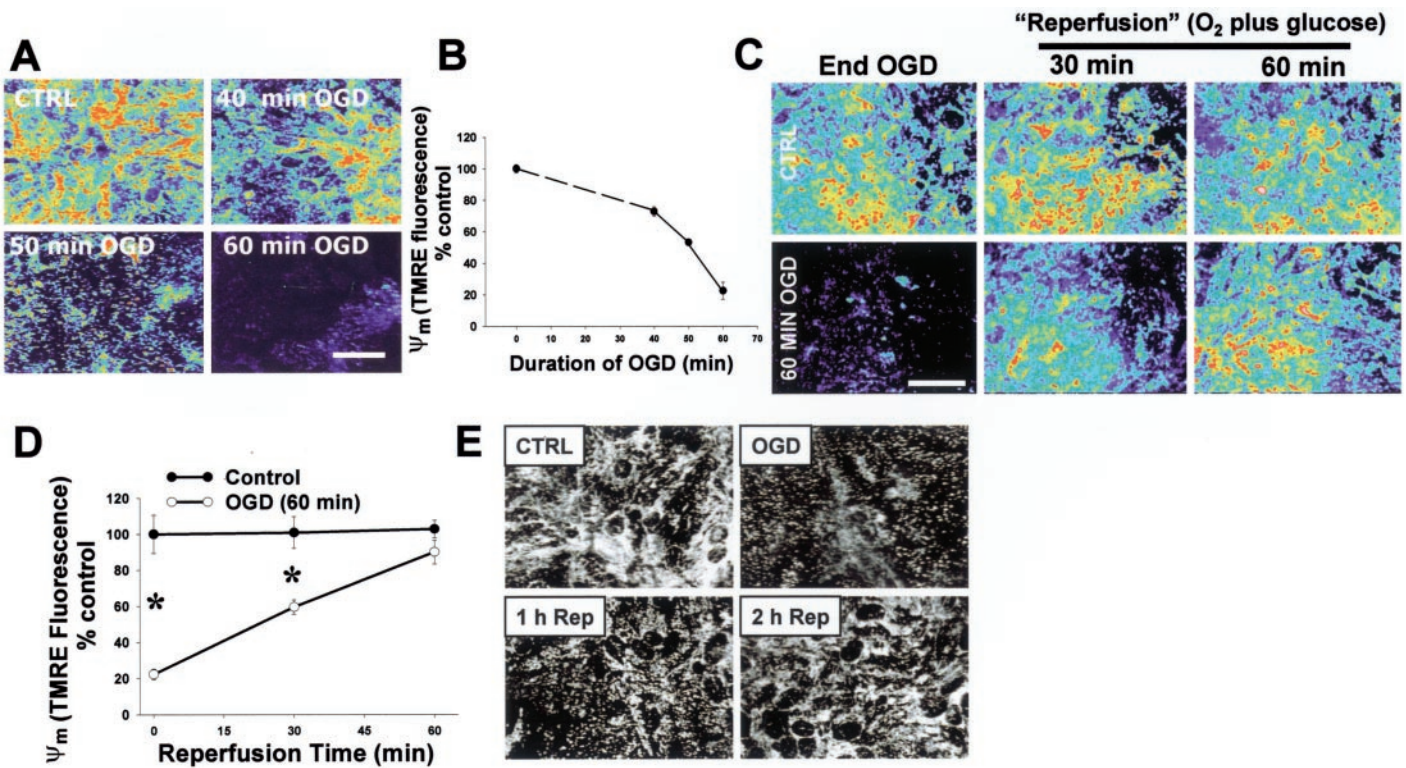 A
CTRL
40 min OGD
50 min OGD
60 min OGD
B
Ψm (TMRE fluorescence)
% control
120
100
80
60
40
20
0
0 10 20 30 40 50 60 70
Duration of OGD (min)
C
“Reperfusion” (O2 plus glucose)
End OGD
30 min
60 min
CTRL
60 MIN OGD
D
Control
OGD (60 min)
Ψm (TMRE Fluorescence)
% control
120
100
80
60
40
20
0
*
*
0 15 30 45 60
Reperfusion Time (min)
E
CTRL
OGD
1 h Rep
2 h Rep